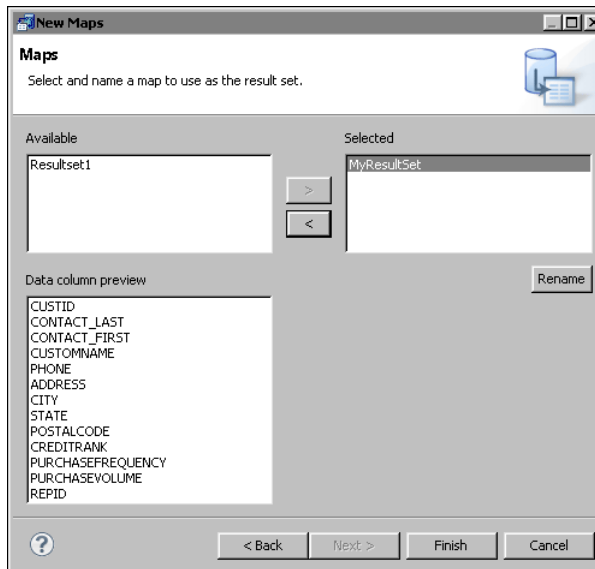 New Maps
Maps
Select and name a map to use as the result set.
Available
Selected
Resultset1
MyResultSet
>
<
Data column preview
Rename
CUSTID
CONTACT_LAST
CONTACT_FIRST
CUSTOMNAME
PHONE
ADDRESS
CITY
STATE
POSTALCODE
CREDITRANK
PURCHASEFREQUENCY
PURCHASEVOLUME
REPID
?
< Back
Next >
Finish
Cancel